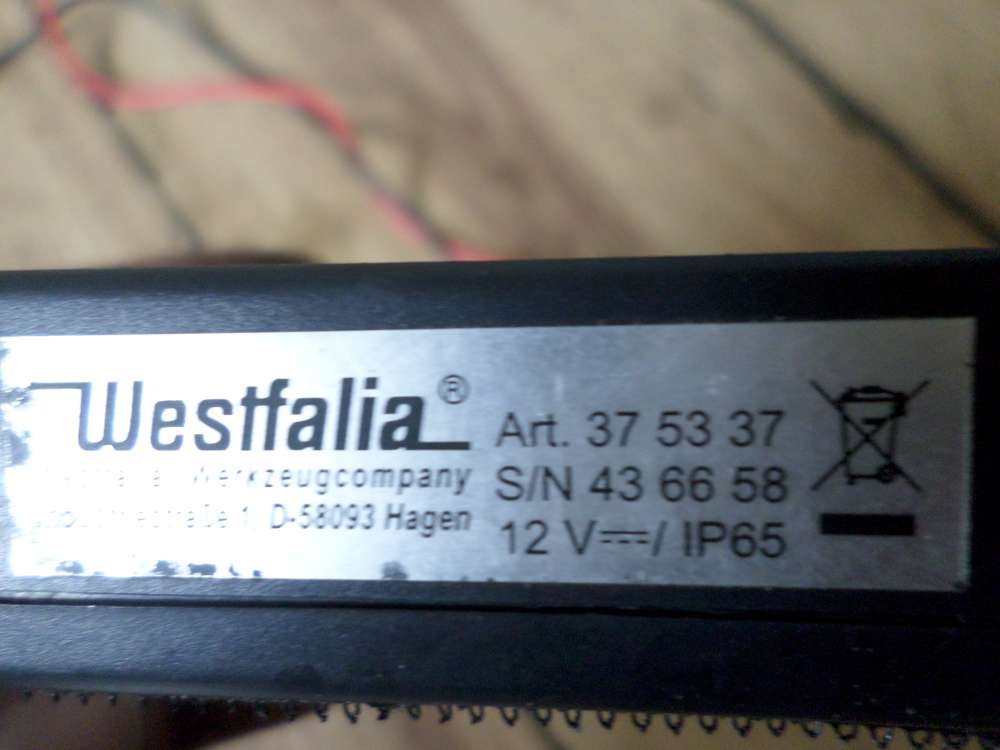 Westfalia®
Werkzeugcompany
D-58093 Hagen
Art. 37 53 37
S/N 43 66 58
12 V⎓/ IP65